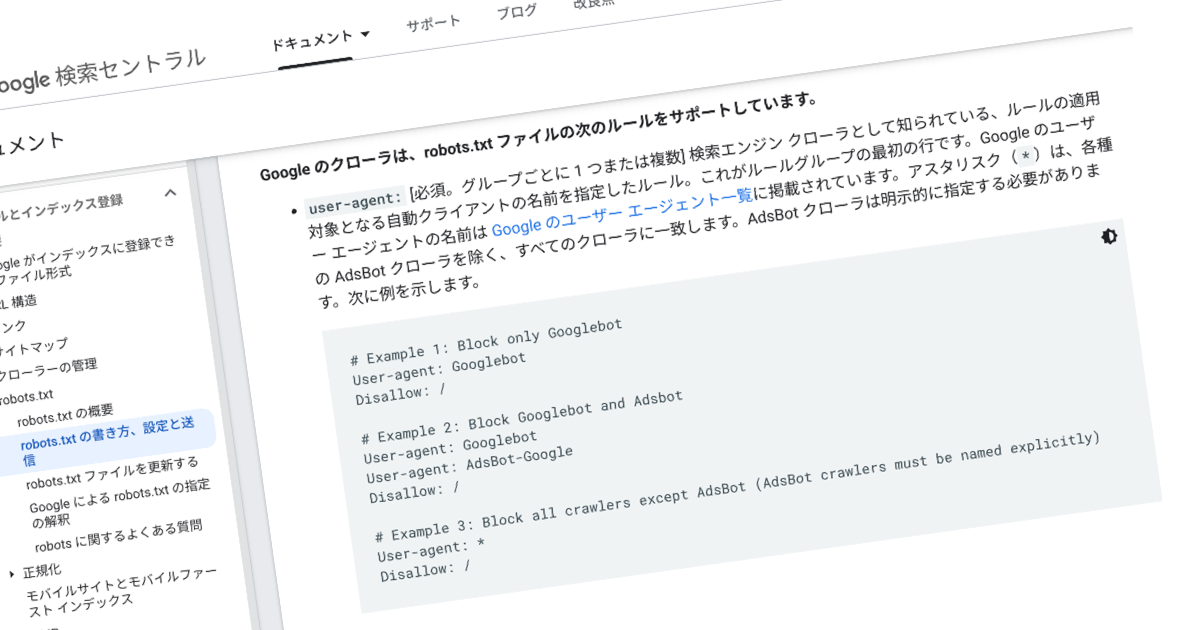 ドキュメント
サポート
ブログ
oogle 検索セントラル
ュメント
ルとインデックス登録
ogle がインデックスに登録でき
ファイル形式
L 構造
ンク
サイトマップ
クローラーの管理
robots.txt
robots.txt の概要
robots.txt の書き方、設定と送
信
robots.txt ファイルを更新する
Google による robots.txt の指定
の解釈
robots に関するよくある質問
正規化
モバイルサイトとモバイルファー
スト インデックス
Google のクローラは、robots.txt ファイルの次のルールをサポートしています。
user-agent: [必須。グループごとに 1 つまたは複数] 検索エンジン クローラとして知られている、ルールの適用
対象となる自動クライアントの名前を指定したルール。これがルールグループの最初の行です。Google のユーザ
ー エージェントの名前は Google のユーザー エージェント一覧に掲載されています。アスタリスク（*）は、各種
の AdsBot クローラを除く、すべてのクローラに一致します。AdsBot クローラは明示的に指定する必要がありま
す。次に例を示します。
# Example 1: Block only Googlebot
User-agent: Googlebot
Disallow: /
# Example 2: Block Googlebot and Adsbot
User-agent: Googlebot
User-agent: AdsBot-Google
Disallow: /
# Example 3: Block all crawlers except AdsBot (AdsBot crawlers must be named explicitly)
User-agent: *
Disallow: /